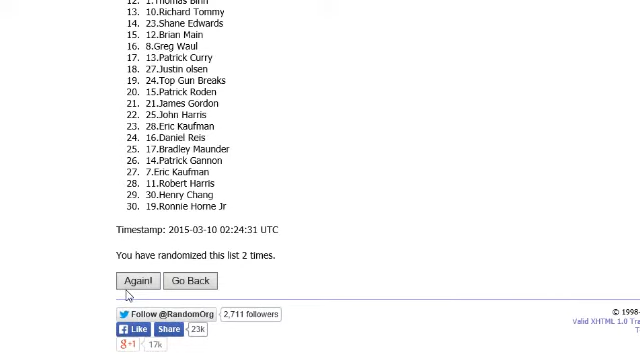 12. 1.Thomas Binn
13. 10.Richard Tommy
14. 23.Shane Edwards
15. 12.Brian Main
16. 8.Greg Waul
17. 13.Patrick Curry
18. 27.Justin olsen
19. 24.Top Gun Breaks
20. 15.Patrick Roden
21. 21.James Gordon
22. 25.John Harris
23. 28.Eric Kaufman
24. 16.Daniel Reis
25. 17.Bradley Maunder
26. 14.Patrick Gannon
27. 7.Eric Kaufman
28. 11.Robert Harris
29. 30.Henry Chang
30. 19.Ronnie Horne Jr
Timestamp: 2015-03-10 02:24:31 UTC
You have randomized this list 2 times.
Again! Go Back
Follow @RandomOrg 2,711 followers
© 1998-
Like Share 23k
Valid XHTML 1.0 Tra
g+1 17k